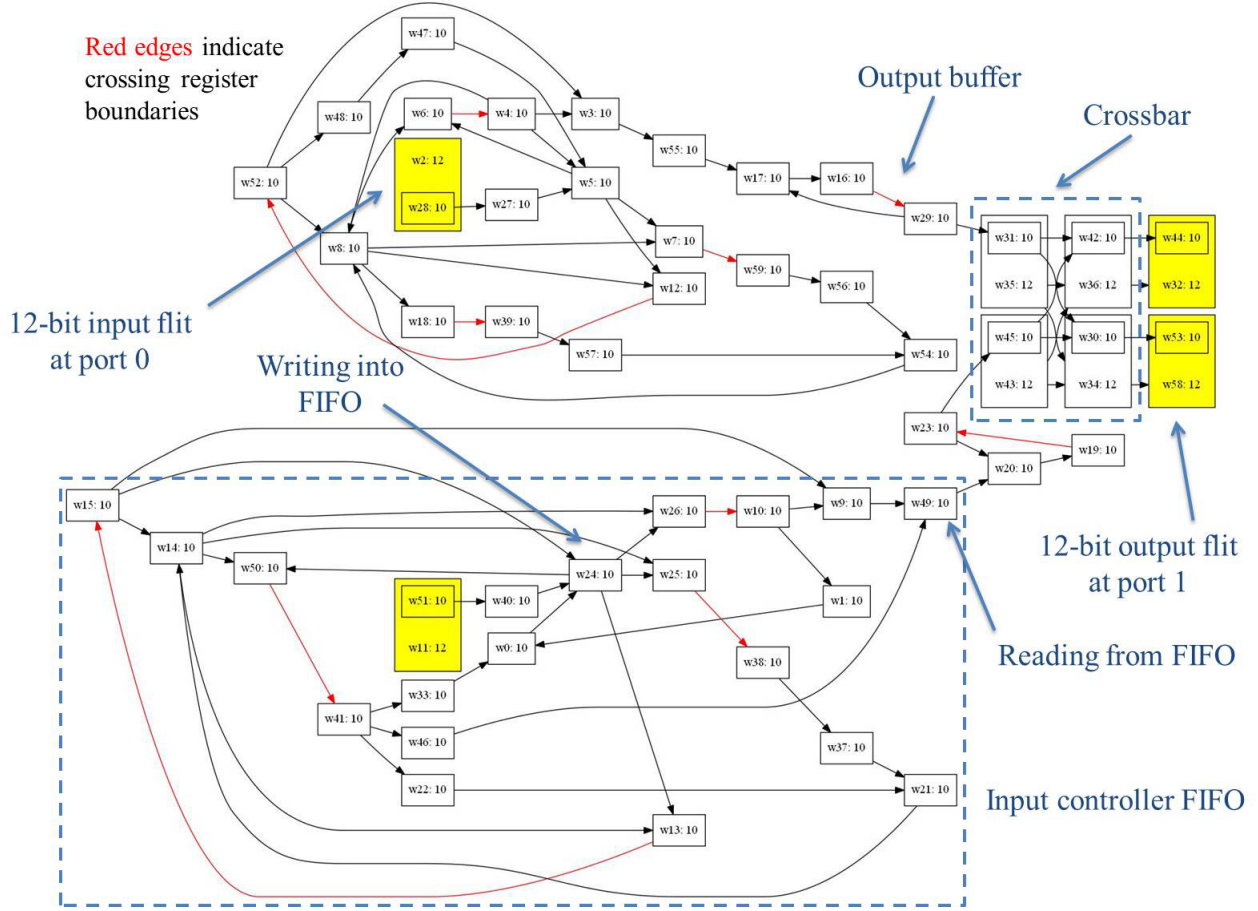 Red edges indicate
crossing register
boundaries
w47: 10
Output buffer
Crossbar
w48: 10
w6: 10
w4: 10
w3: 10
w55: 10
w2: 12
w52: 10
w28: 10
w27: 10
w5: 10
w17: 10
w16: 10
w29: 10
w8: 10
w7: 10
w31: 10
w42: 10
w44: 10
w59: 10
w56: 10
w12: 10
w35: 12
w36: 12
w32: 12
12-bit input flit
at port 0
w18: 10
w39: 10
w57: 10
w54: 10
w45: 10
w30: 10
w53: 10
w43: 12
w34: 12
w58: 12
Writing into
FIFO
w23: 10
w19: 10
w20: 10
w15: 10
w26: 10
w10: 10
w9: 10
w49: 10
w14: 10
w50: 10
w24: 10
w25: 10
12-bit output flit
at port 1
w51: 10
w40: 10
w1: 10
w11: 12
w0: 10
w38: 10
Reading from FIFO
w33: 10
w41: 10
w46: 10
w37: 10
w22: 10
w21: 10
Input controller FIFO
w13: 10